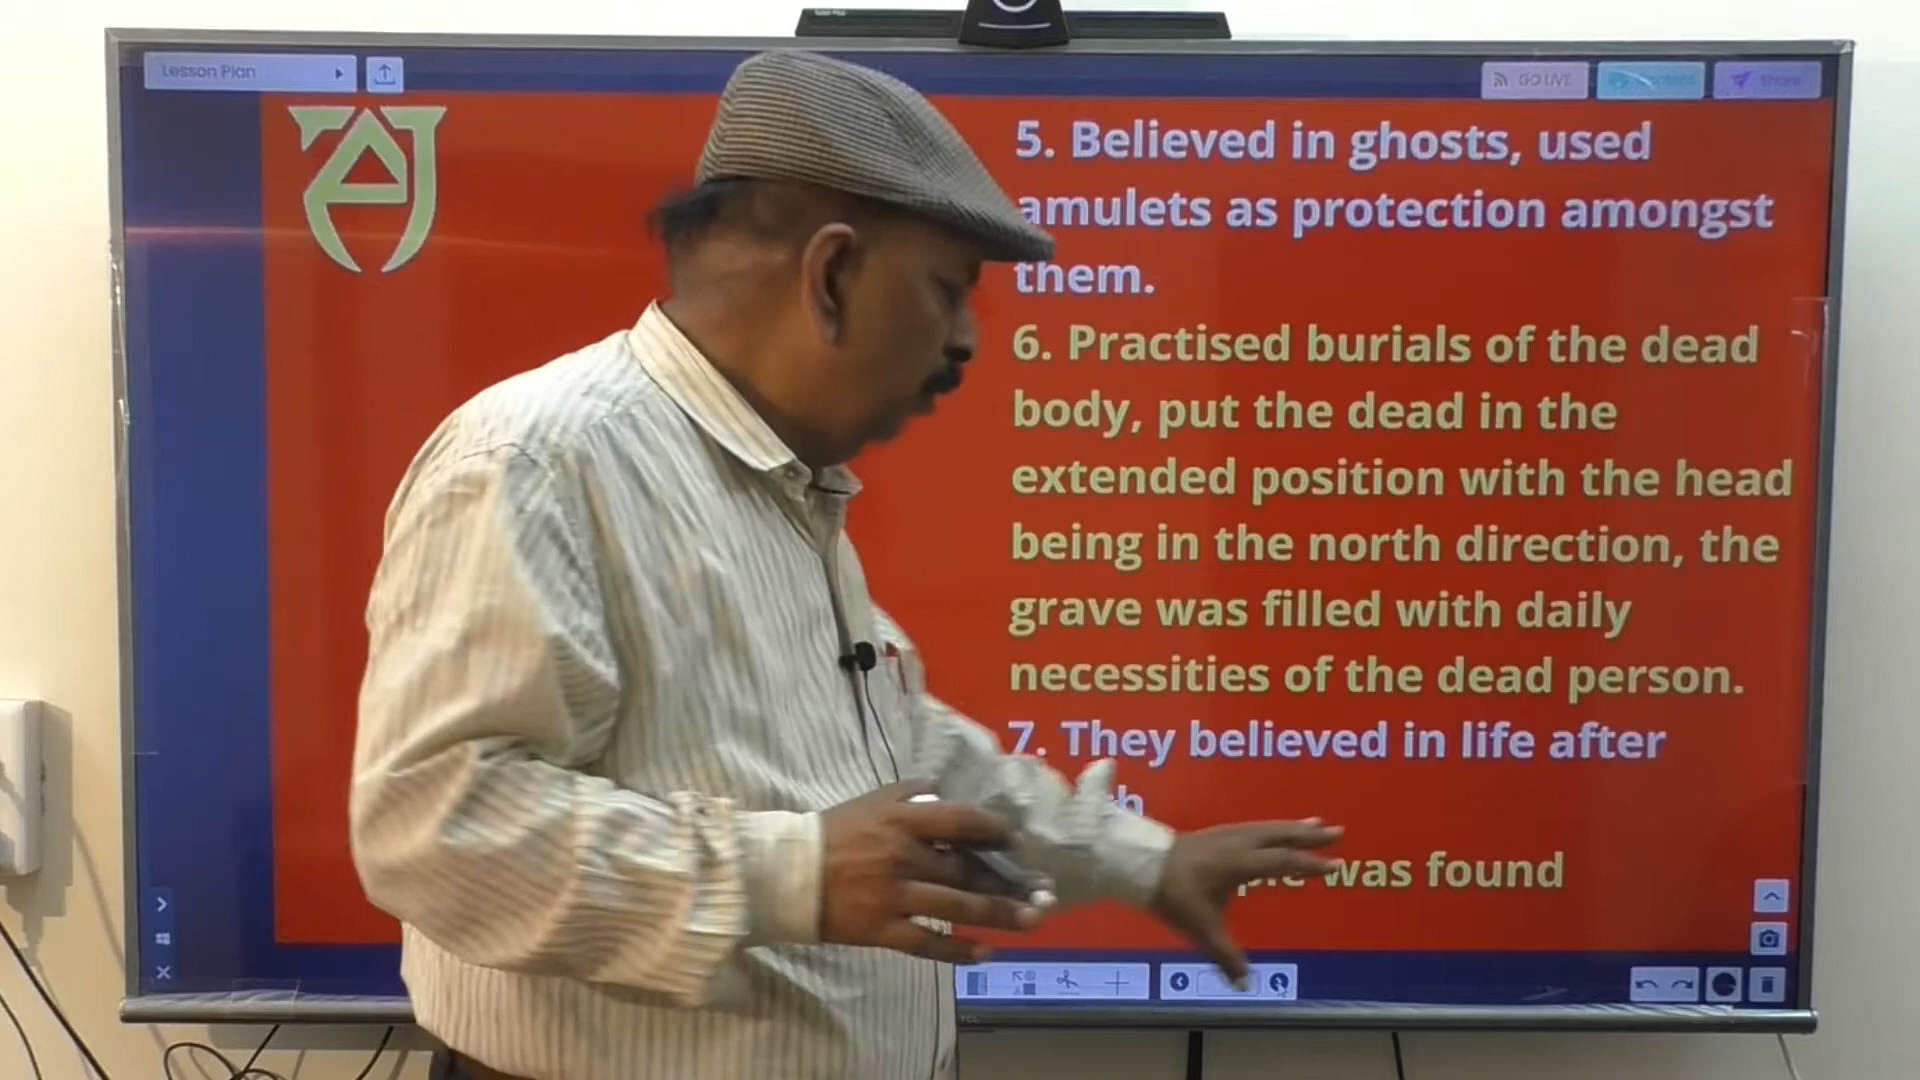 Lesson Plan
GO LIVE
Share
5. Believed in ghosts, used
amulets as protection amongst
them.
6. Practised burials of the dead
body, put the dead in the
extended position with the head
being in the north direction, the
grave was filled with daily
necessities of the dead person.
7. They believed in life after
was found